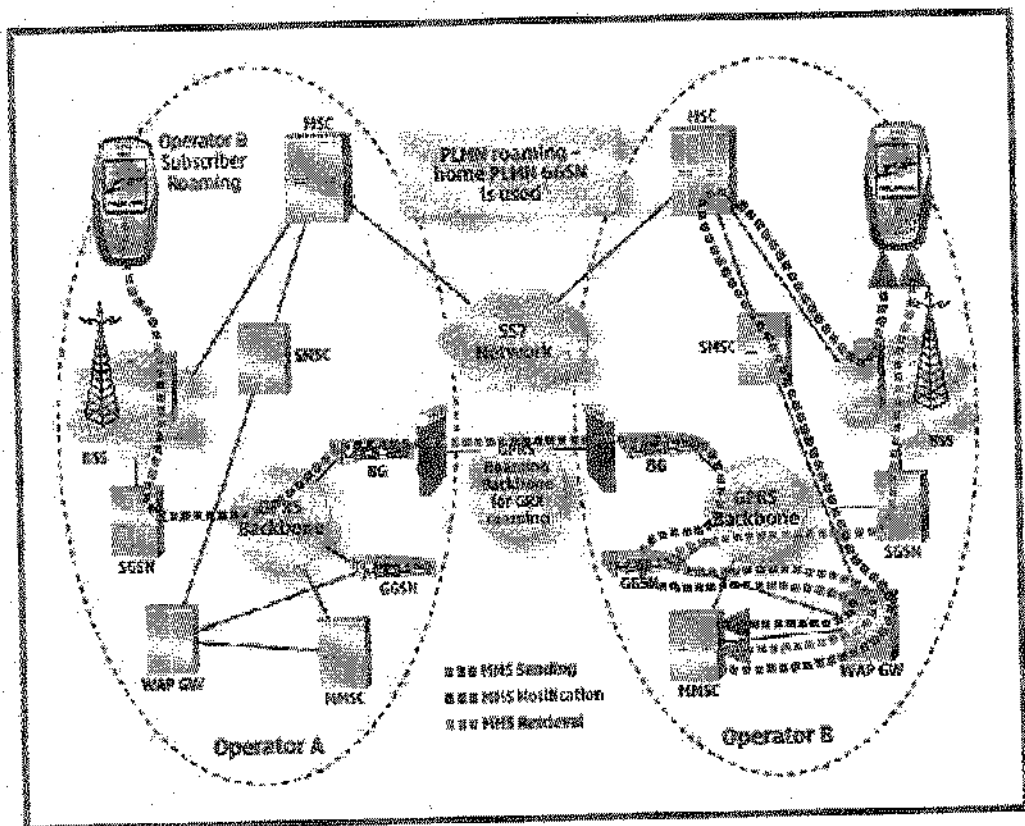 MSC
Operator B
Subscriber
Roaming
PLMN roaming –
home PLMN GGSN
is used
MSC
SS7
Network
SMSC
SMSC
BSS
BSS
BG
GPRS
Roaming
Backbone
for GRX
roaming
BG
GPRS
Backbone
GPRS
Backbone
SGSN
SGSN
GGSN
GGSN
WAP GW
MMSC
MMSC
WAP GW
MMS Sending
MMS Notification
MMS Retrieval
Operator A
Operator B